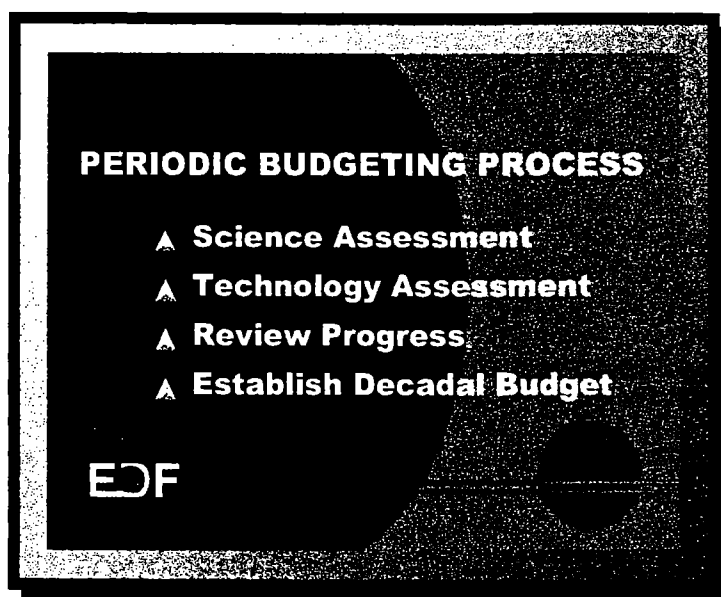 PERIODIC BUDGETING PROCESS
Science Assessment
Technology Assessment
Review Progress
Establish Decadal Budget
EDF